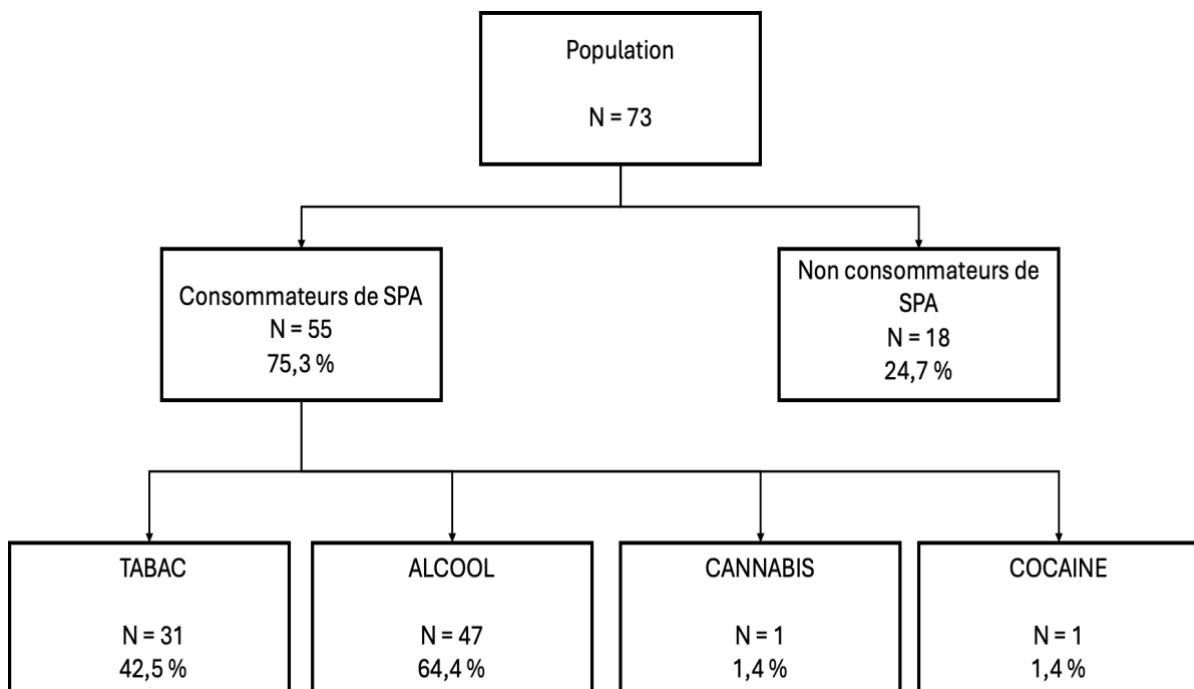 Population
N = 73
Consommateurs de SPA
N = 55
75,3 %
Non consommateurs de
SPA
N = 18
24,7 %
TABAC
N = 31
42,5 %
ALCOOL
N = 47
64,4 %
CANNABIS
N = 1
1,4 %
COCAINE
N = 1
1,4 %